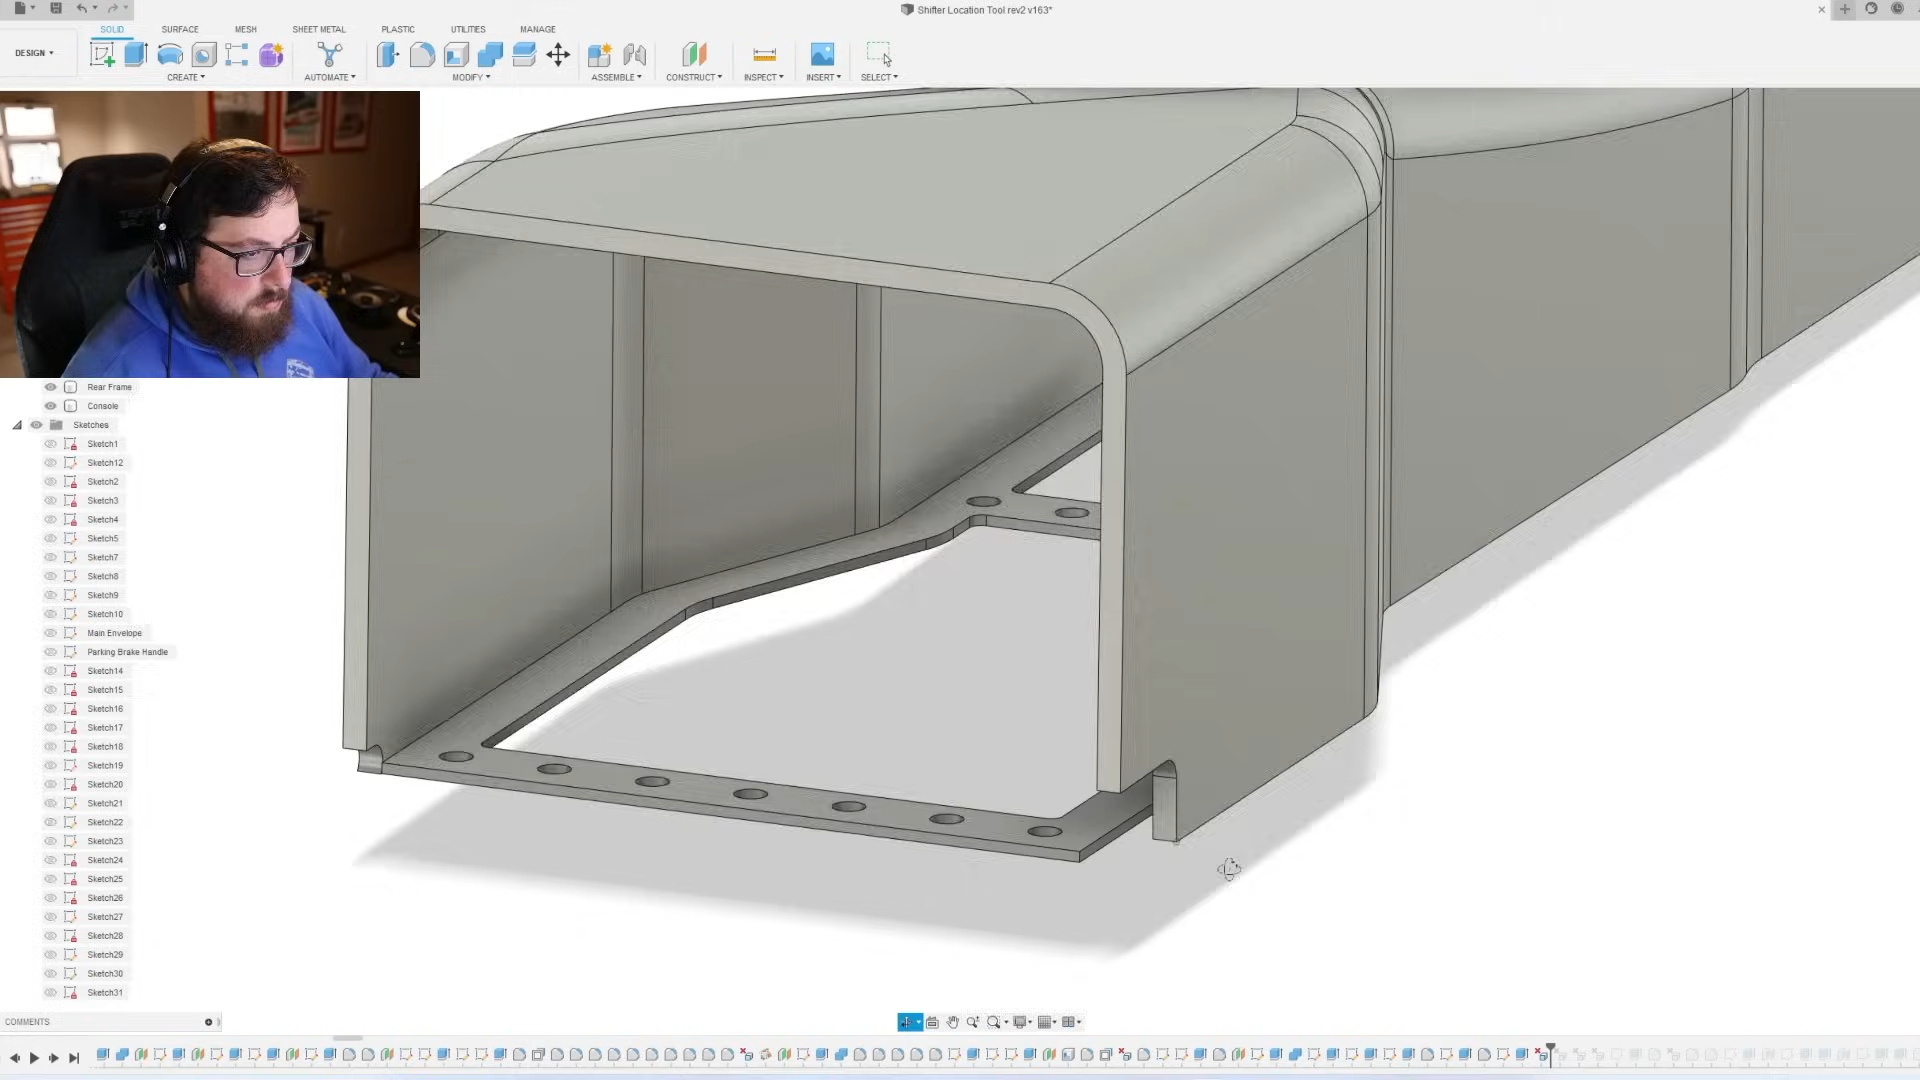 Shifter Location Tool rev2 v163*
SOLID SURFACE MESH SHEET METAL PLASTIC UTILITIES MANAGE
DESIGN
CREATE AUTOMATE MODIFY ASSEMBLE CONSTRUCT INSPECT INSERT SELECT
Rear Frame
Console
Sketches
Sketch1
Sketch12
Sketch2
Sketch3
Sketch4
Sketch5
Sketch7
Sketch8
Sketch9
Sketch10
Main Envelope
Parking Brake Handle
Sketch14
Sketch15
Sketch16
Sketch17
Sketch18
Sketch19
Sketch20
Sketch21
Sketch22
Sketch23
Sketch24
Sketch25
Sketch26
Sketch27
Sketch28
Sketch29
Sketch30
Sketch31
COMMENTS